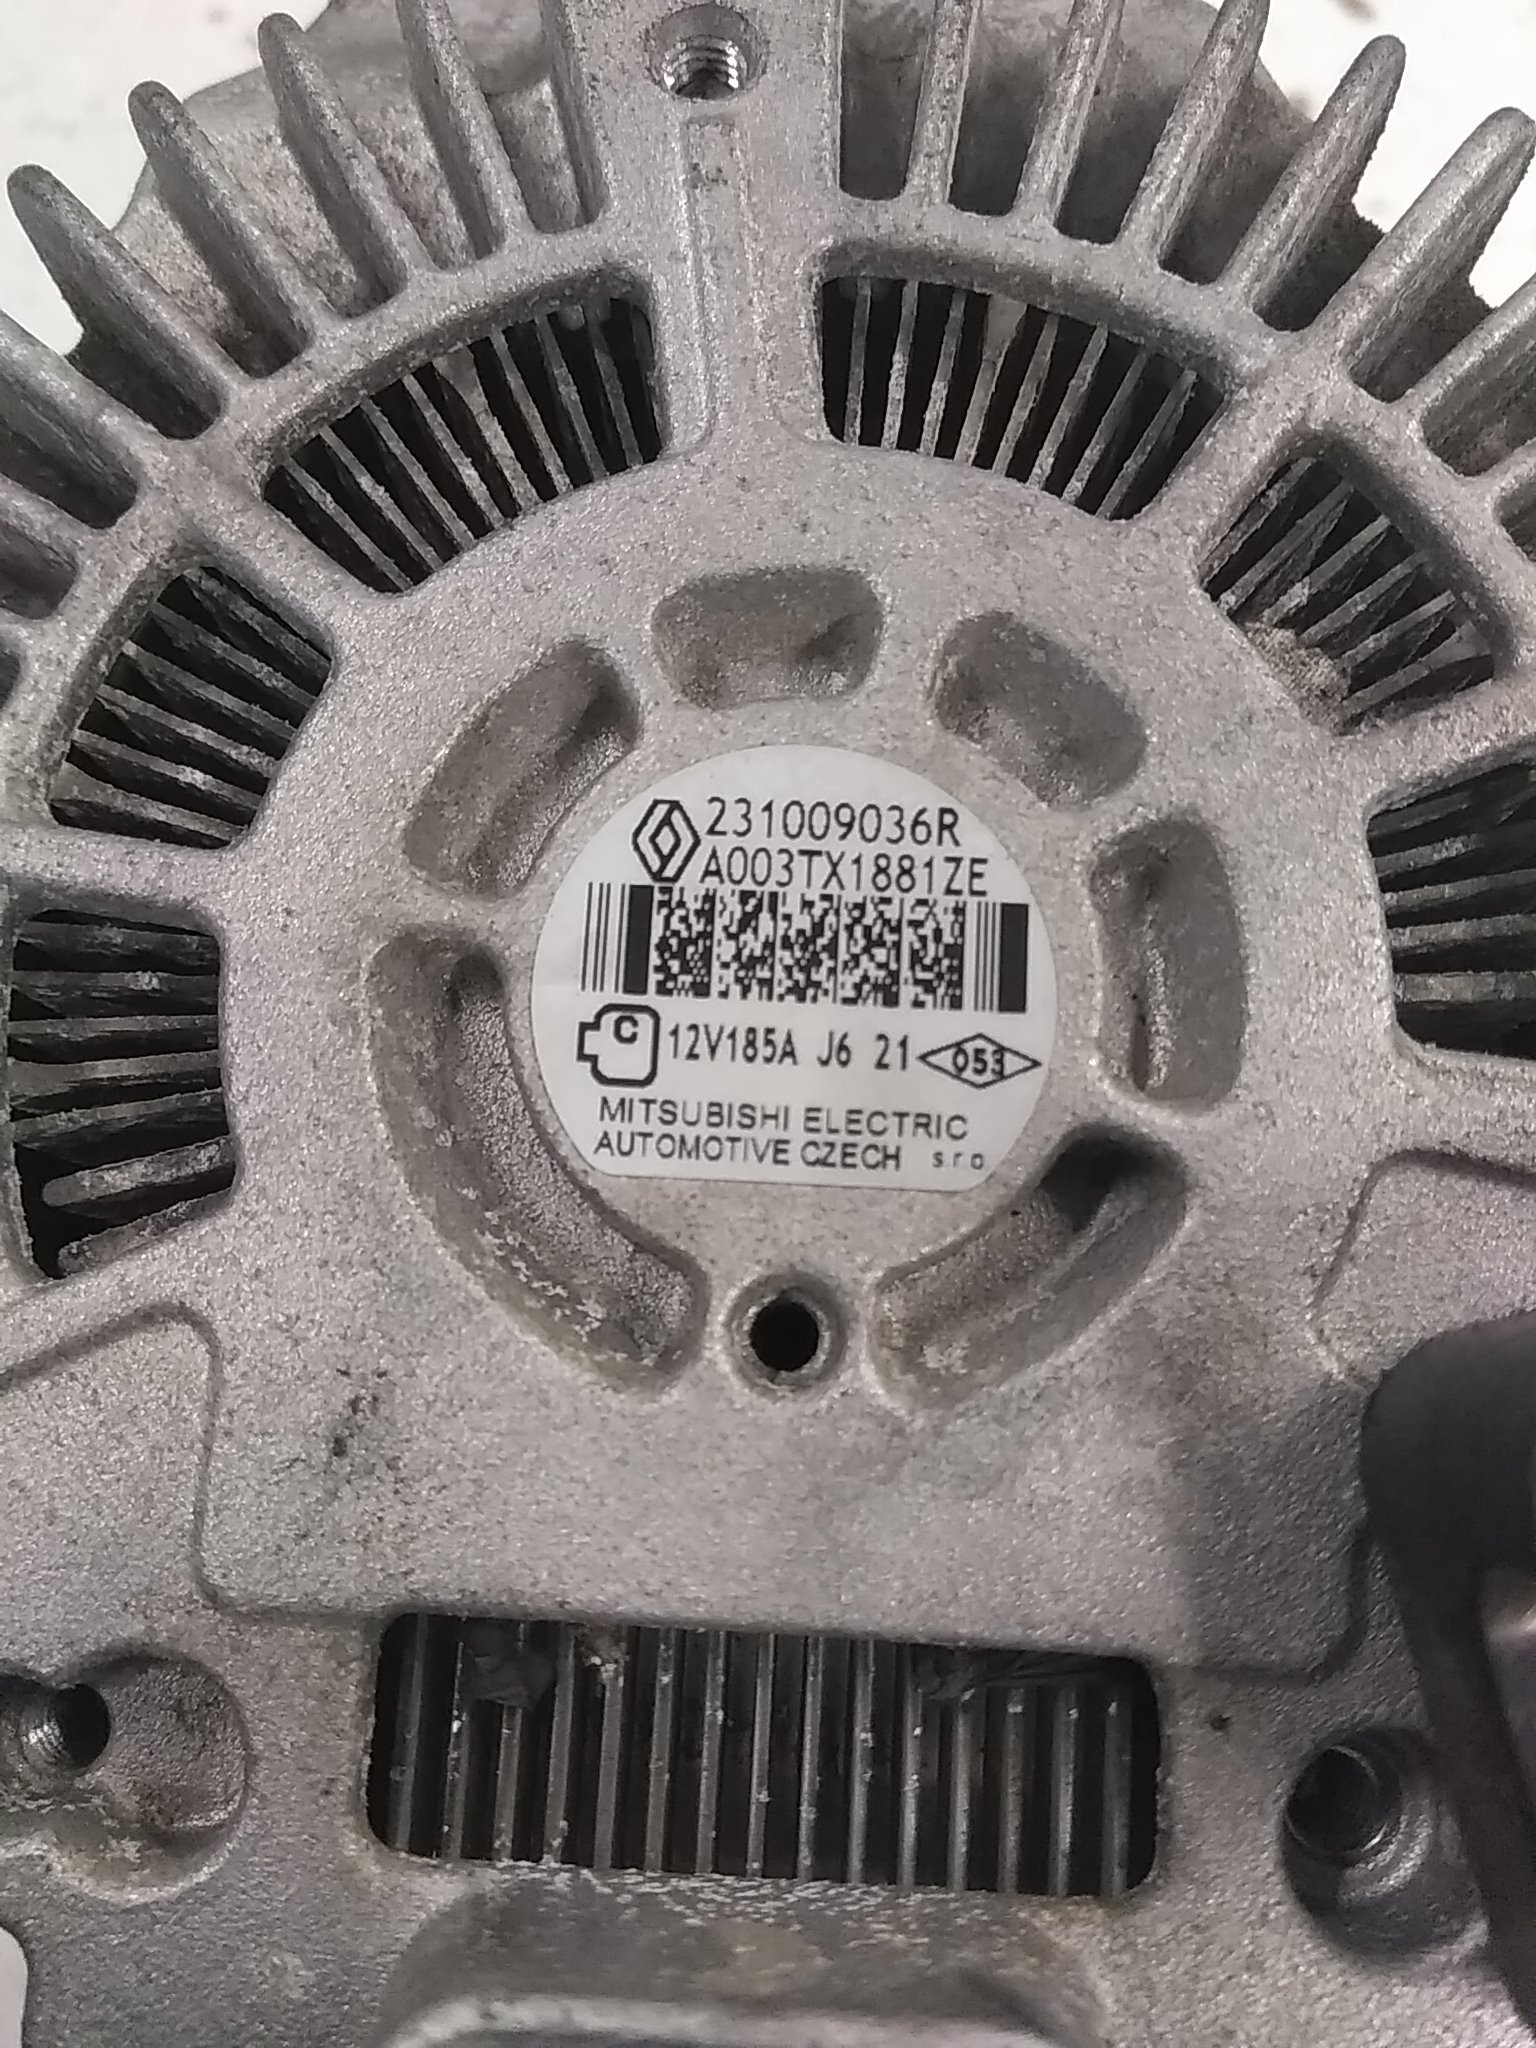 231009036R
A003TX1881ZE
C 12V185A J6 21 053
MITSUBISHI ELECTRIC
AUTOMOTIVE CZECH s r o